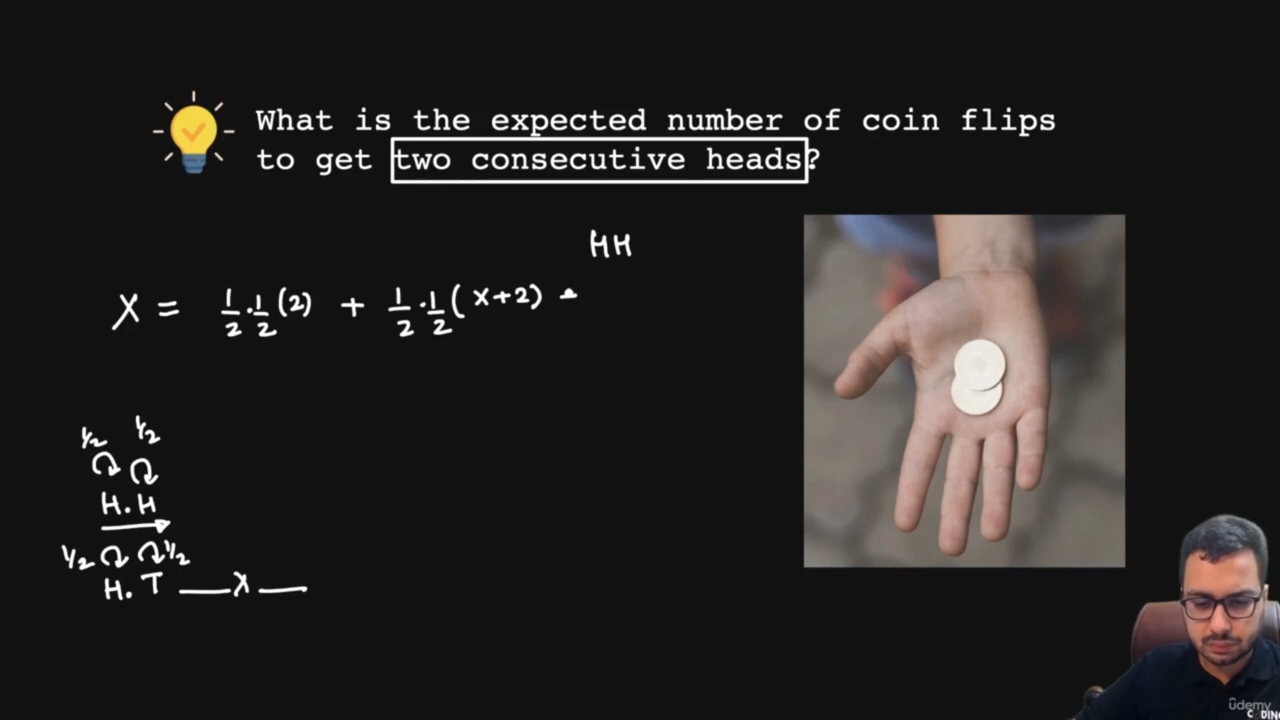 What is the expected number of coin flips
to get two consecutive heads?
HH
X = 1/2 · 1/2 (2) + 1/2 · 1/2 ( X+2)
1/2 1/2
H . H
1/2 1/2
H . T X
ûdemy